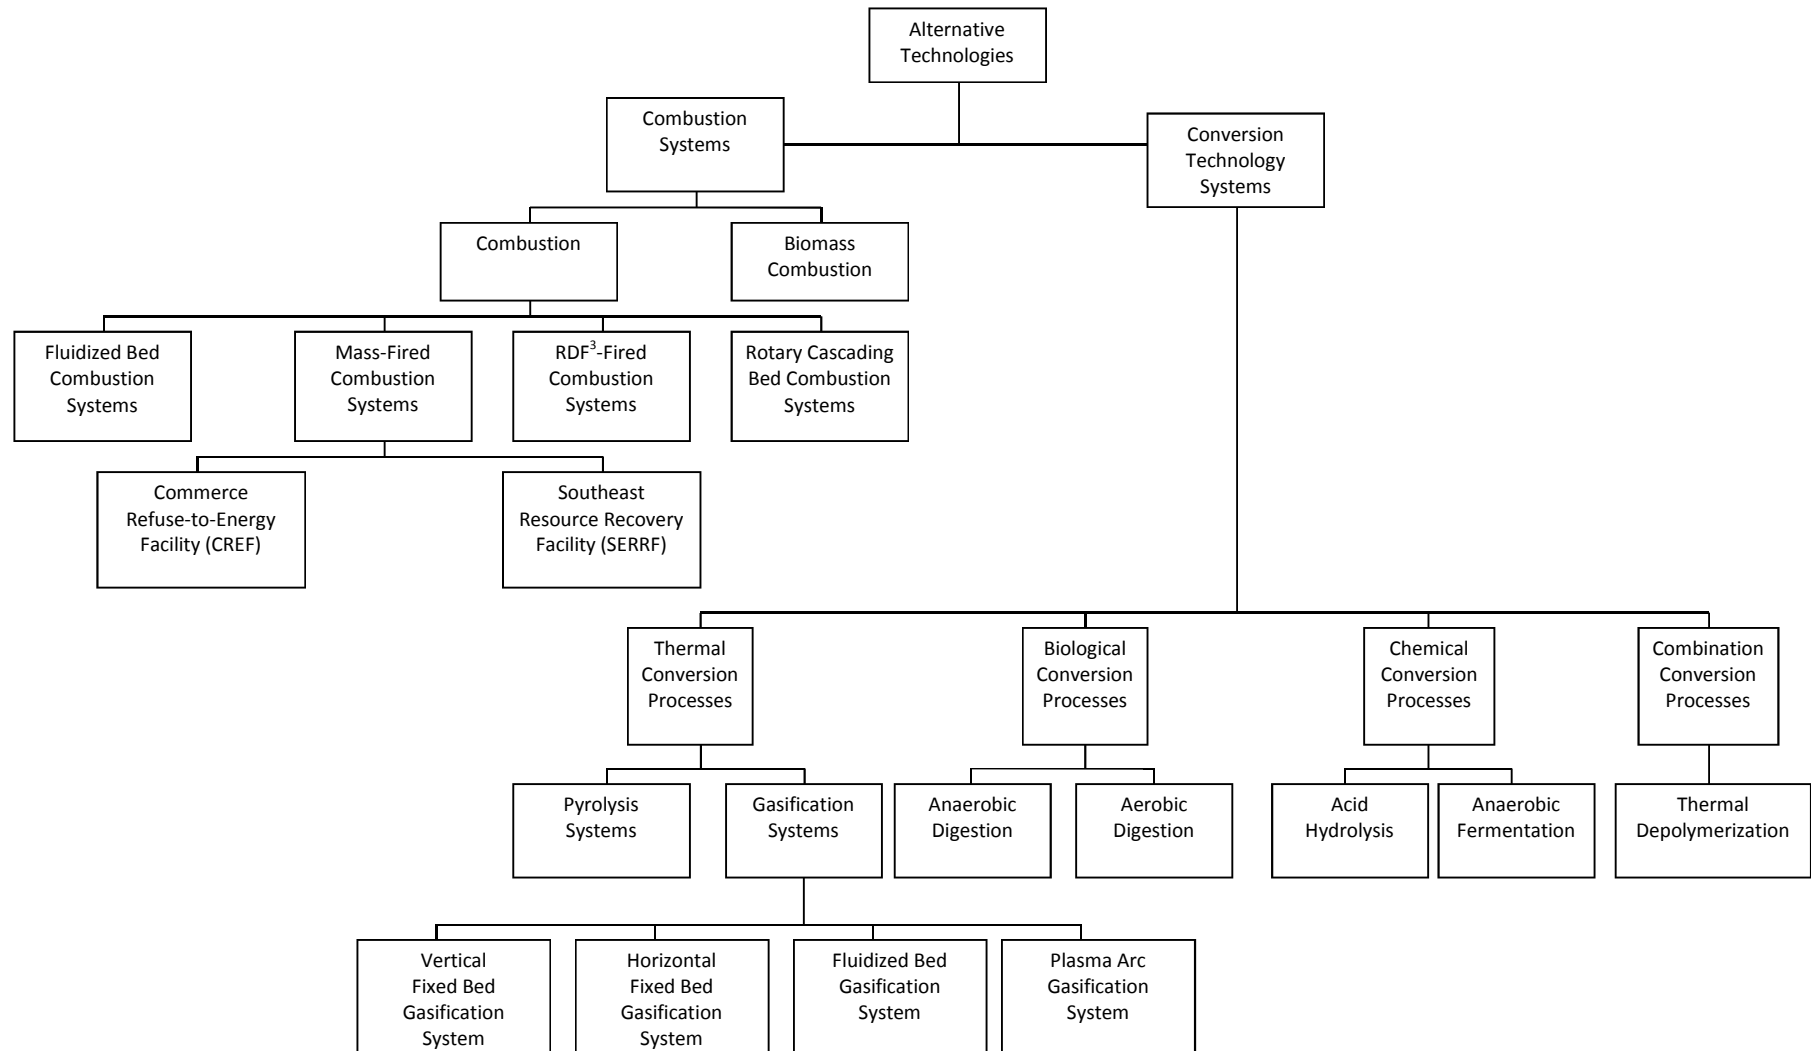 Alternative
Technologies
Combustion
Systems
Conversion
Technology
Systems
Combustion
Biomass
Combustion
Fluidized Bed
Combustion
Systems
Mass-Fired
Combustion
Systems
RDF³-Fired
Combustion
Systems
Rotary Cascading
Bed Combustion
Systems
Commerce
Refuse-to-Energy
Facility (CREF)
Southeast
Resource Recovery
Facility (SERRF)
Thermal
Conversion
Processes
Biological
Conversion
Processes
Chemical
Conversion
Processes
Combination
Conversion
Processes
Pyrolysis
Systems
Gasification
Systems
Anaerobic
Digestion
Aerobic
Digestion
Acid
Hydrolysis
Anaerobic
Fermentation
Thermal
Depolymerization
Vertical
Fixed Bed
Gasification
System
Horizontal
Fixed Bed
Gasification
System
Fluidized Bed
Gasification
System
Plasma Arc
Gasification
System